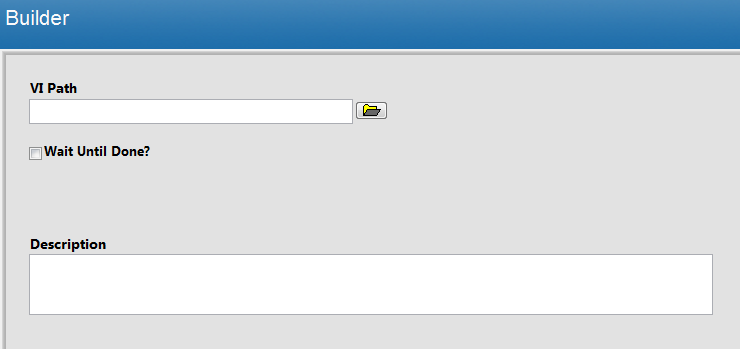 Builder
VI Path
Wait Until Done?
Description